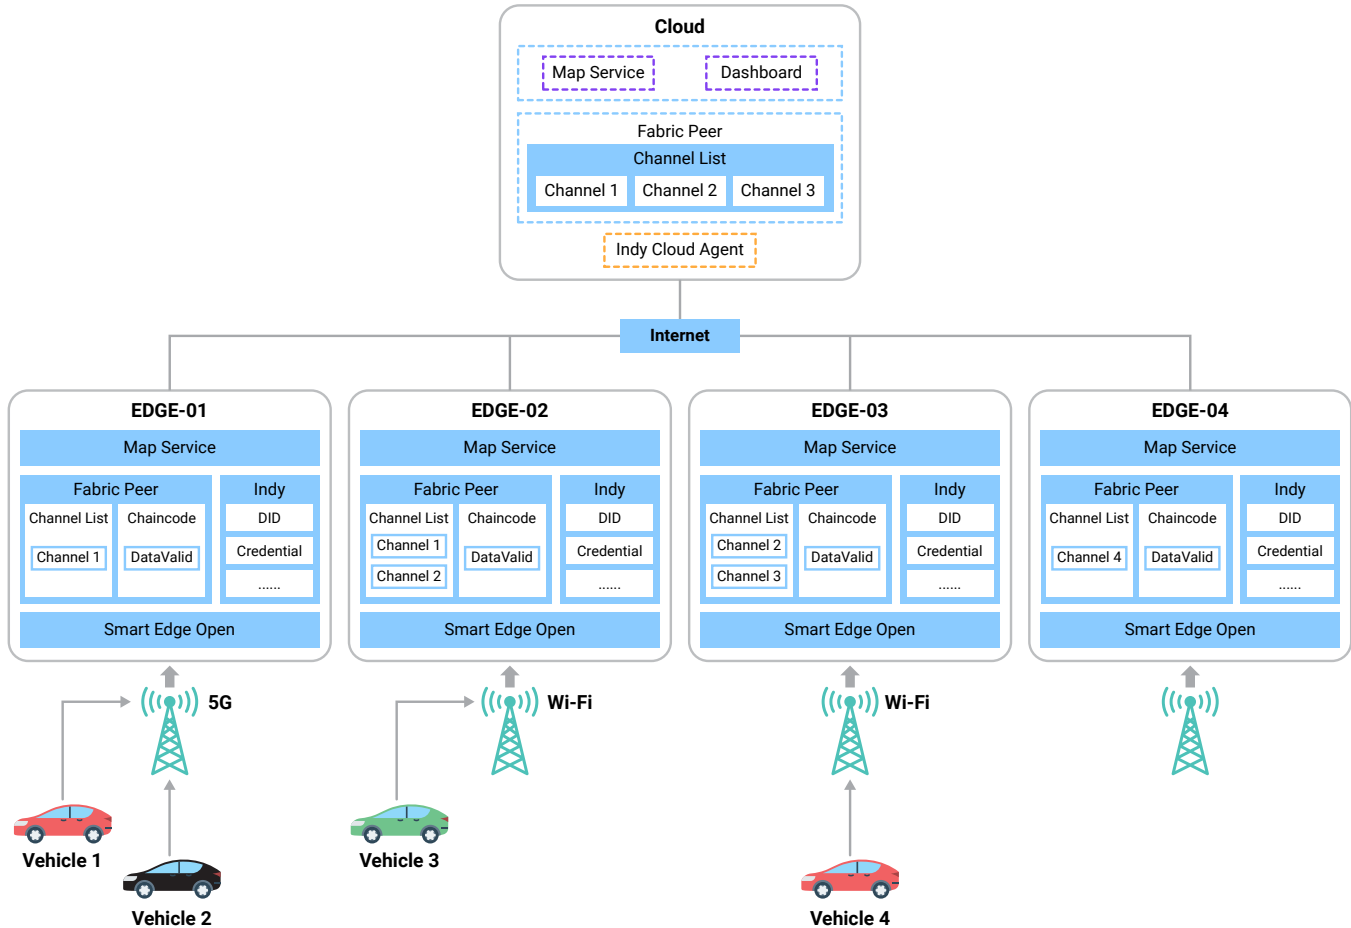 Cloud
Map Service
Dashboard
Fabric Peer
Channel List
Channel 1
Channel 2
Channel 3
Indy Cloud Agent
Internet
EDGE-01
Map Service
Fabric Peer
Channel List
Channel 1
Chaincode
DataValid
Indy
DID
Credential
......
Smart Edge Open
EDGE-02
Map Service
Fabric Peer
Channel List
Channel 1
Channel 2
Chaincode
DataValid
Indy
DID
Credential
......
Smart Edge Open
EDGE-03
Map Service
Fabric Peer
Channel List
Channel 2
Channel 3
Chaincode
DataValid
Indy
DID
Credential
......
Smart Edge Open
EDGE-04
Map Service
Fabric Peer
Channel List
Channel 4
Chaincode
DataValid
Indy
DID
Credential
......
Smart Edge Open
5G
Wi-Fi
Wi-Fi
Vehicle 1
Vehicle 2
Vehicle 3
Vehicle 4